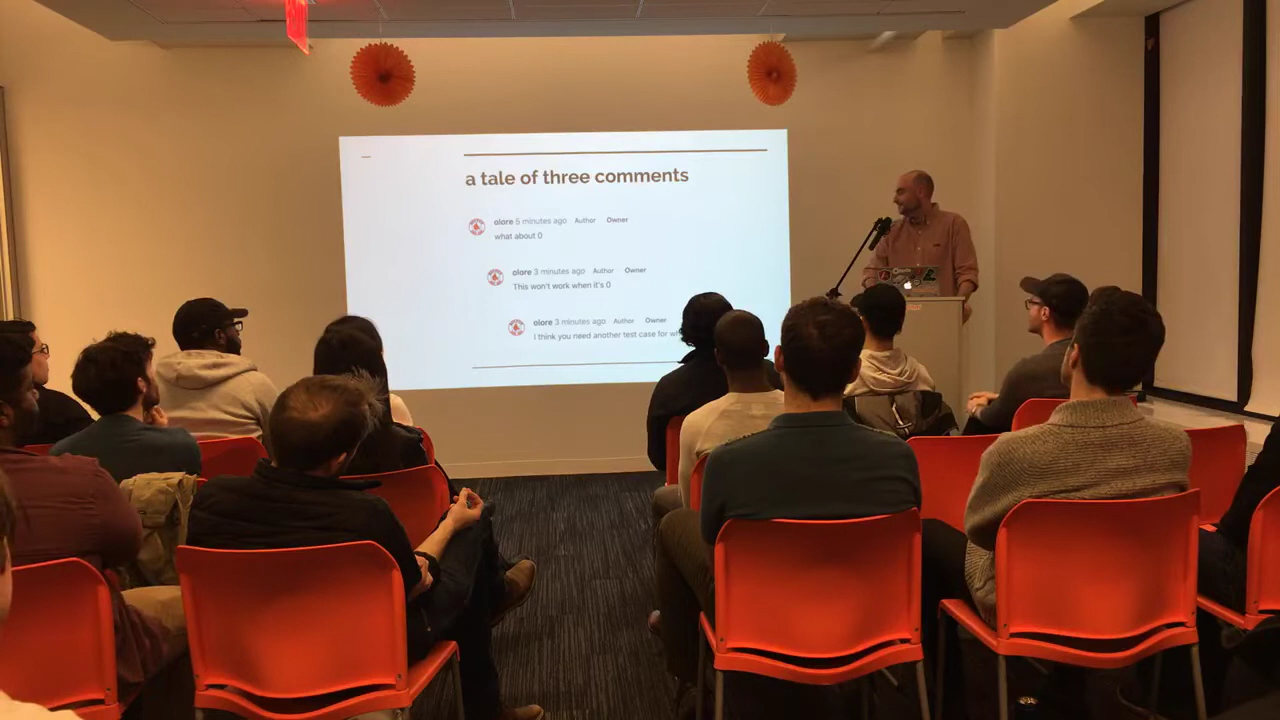 a tale of three comments
olore 5 minutes ago Author Owner
what about 0
olore 3 minutes ago Author Owner
This won't work when it's 0
olore 3 minutes ago Author Owner
I think you need another test case for